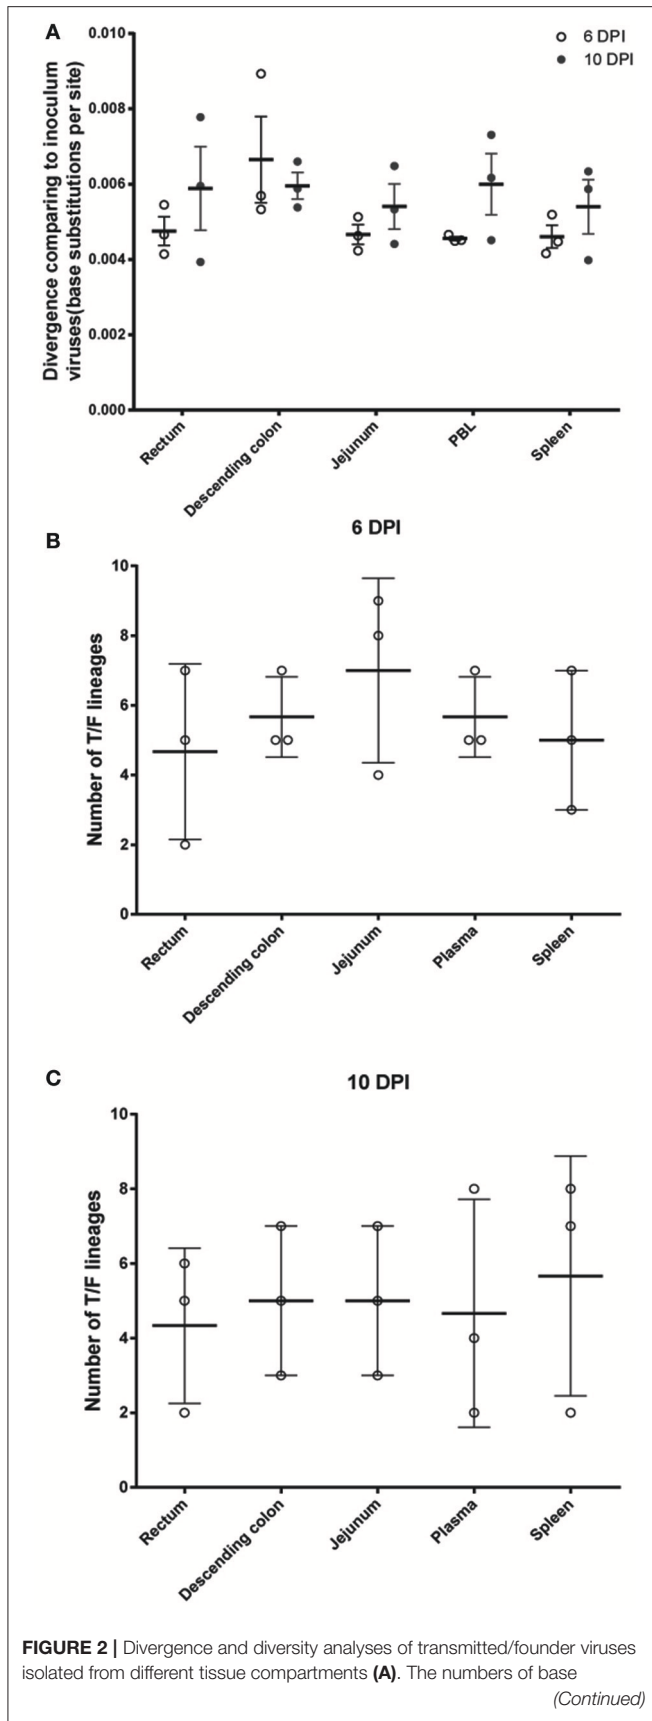 A
6 DPI
10 DPI
Divergence comparing to inoculum
viruses(base substitutions per site)
0.010
0.008
0.006
0.004
0.002
0.000
Rectum
Descending colon
Jejunum
PBL
Spleen
B
6 DPI
Number of T/F lineages
10
8
6
4
2
0
Rectum
Descending colon
Jejunum
Plasma
Spleen
C
10 DPI
Number of T/F lineages
10
8
6
4
2
0
Rectum
Descending colon
Jejunum
Plasma
Spleen
FIGURE 2 | Divergence and diversity analyses of transmitted/founder viruses
isolated from different tissue compartments (A). The numbers of base
(Continued)